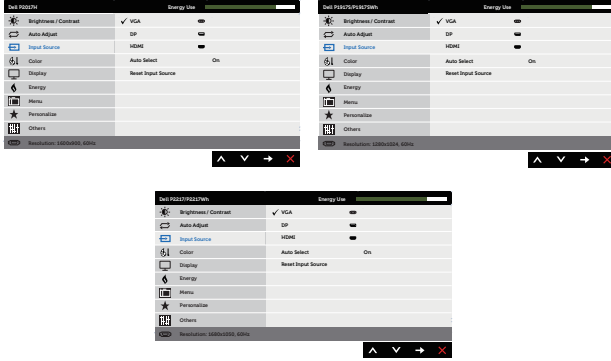 Dell P2017H Energy Use
Brightness / Contrast VGA
Auto Adjust DP
Input Source HDMI
Color Auto Select On
Display Reset Input Source
Energy
Menu
Personalize
Others
Resolution: 1600x900, 60Hz
Dell P1917S/P1917SWh Energy Use
Brightness / Contrast VGA
Auto Adjust DP
Input Source HDMI
Color Auto Select On
Display Reset Input Source
Energy
Menu
Personalize
Others
Resolution: 1280x1024, 60Hz
Dell P2217/P2217Wh Energy Use
Brightness / Contrast VGA
Auto Adjust DP
Input Source HDMI
Color Auto Select On
Display Reset Input Source
Energy
Menu
Personalize
Others
Resolution: 1680x1050, 60Hz